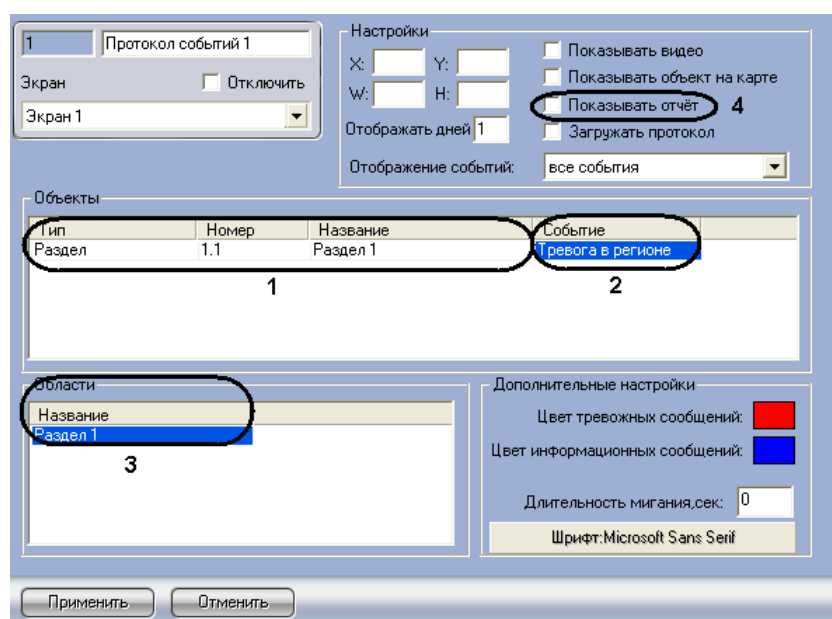 1 Протокол событий 1
Экран Отключить
Экран 1
Настройки
X: Y:
W: H:
Отображать дней 1
Отображение событий: все события
Показывать видео
Показывать объект на карте
Показывать отчёт 4
Загружать протокол
Объекты
Тип Номер Название Событие
Раздел 1.1 Раздел 1 Тревога в регионе
1 2
Области
Название
Раздел 1
3
Дополнительные настройки
Цвет тревожных сообщений:
Цвет информационных сообщений:
Длительность мигания,сек: 0
Шрифт:Microsoft Sans Serif
Применить Отменить